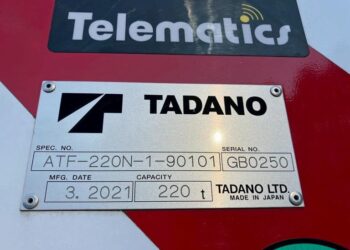 Telematics
TADANO
SPEC. NO. SERIAL NO.
ATF-220N-1-90101 GB0250
MFG. DATE CAPACITY
3. 2021 220 t TADANO LTD.
MADE IN JAPAN